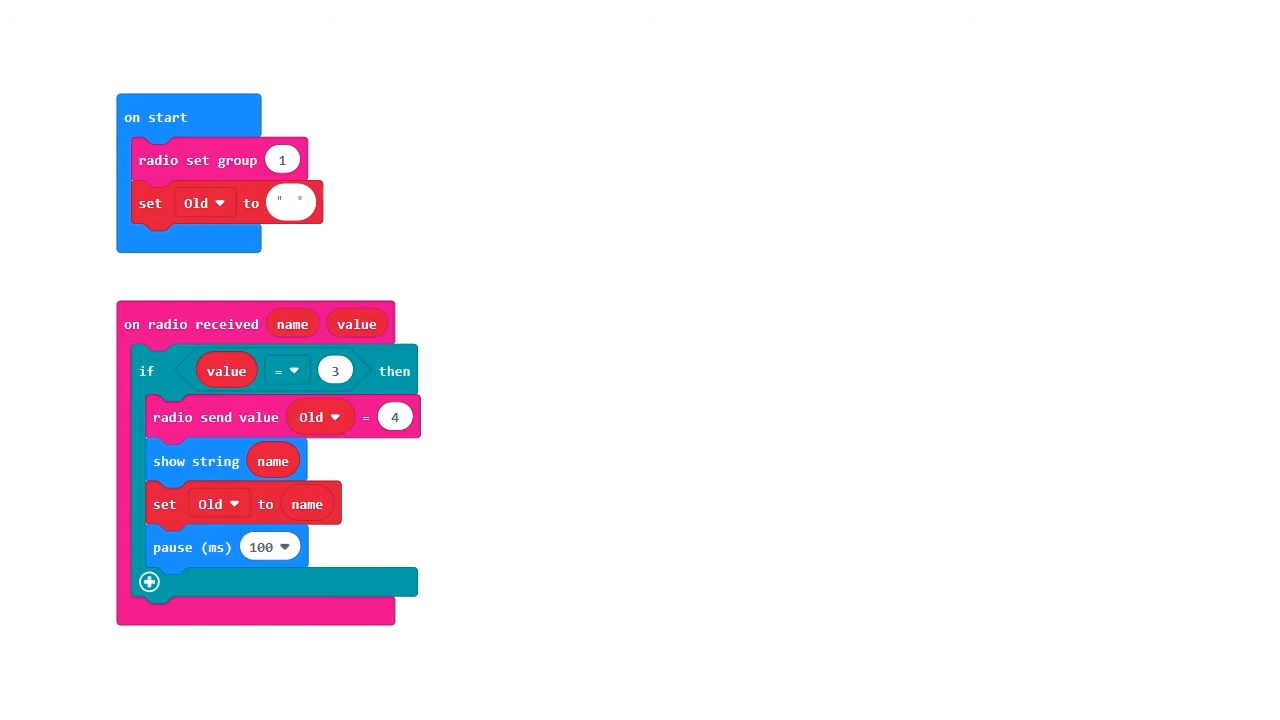 on start
radio set group 1
set Old to " "
on radio received name value
if value = 3 then
radio send value Old = 4
show string name
set Old to name
pause (ms) 100